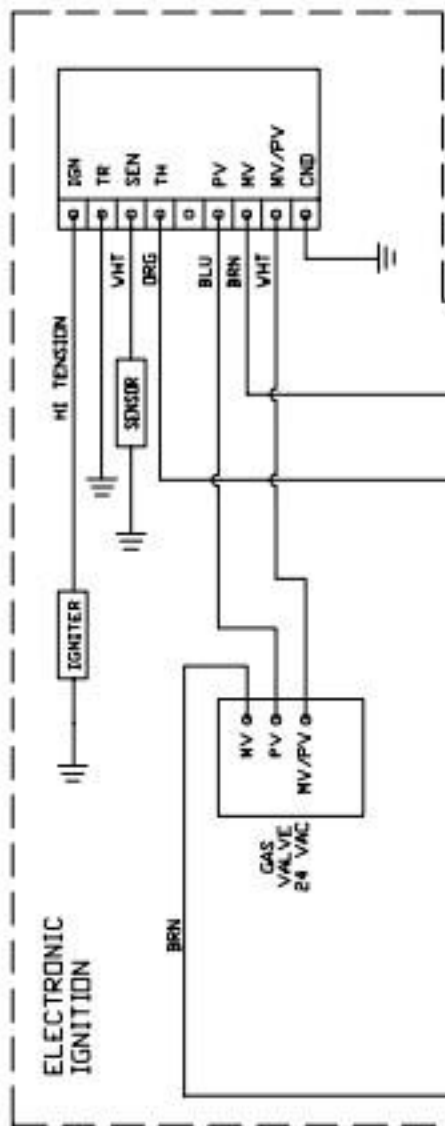 IGN
TR
SEN
TH
PV
MV
MV/PV
GND
HI TENSION
WHT
ORG
BLU
BRN
WHT
SENSOR
IGNITER
MV
PV
MV/PV
GAS
VALVE
24 VAC
BRN
ELECTRONIC
IGNITION